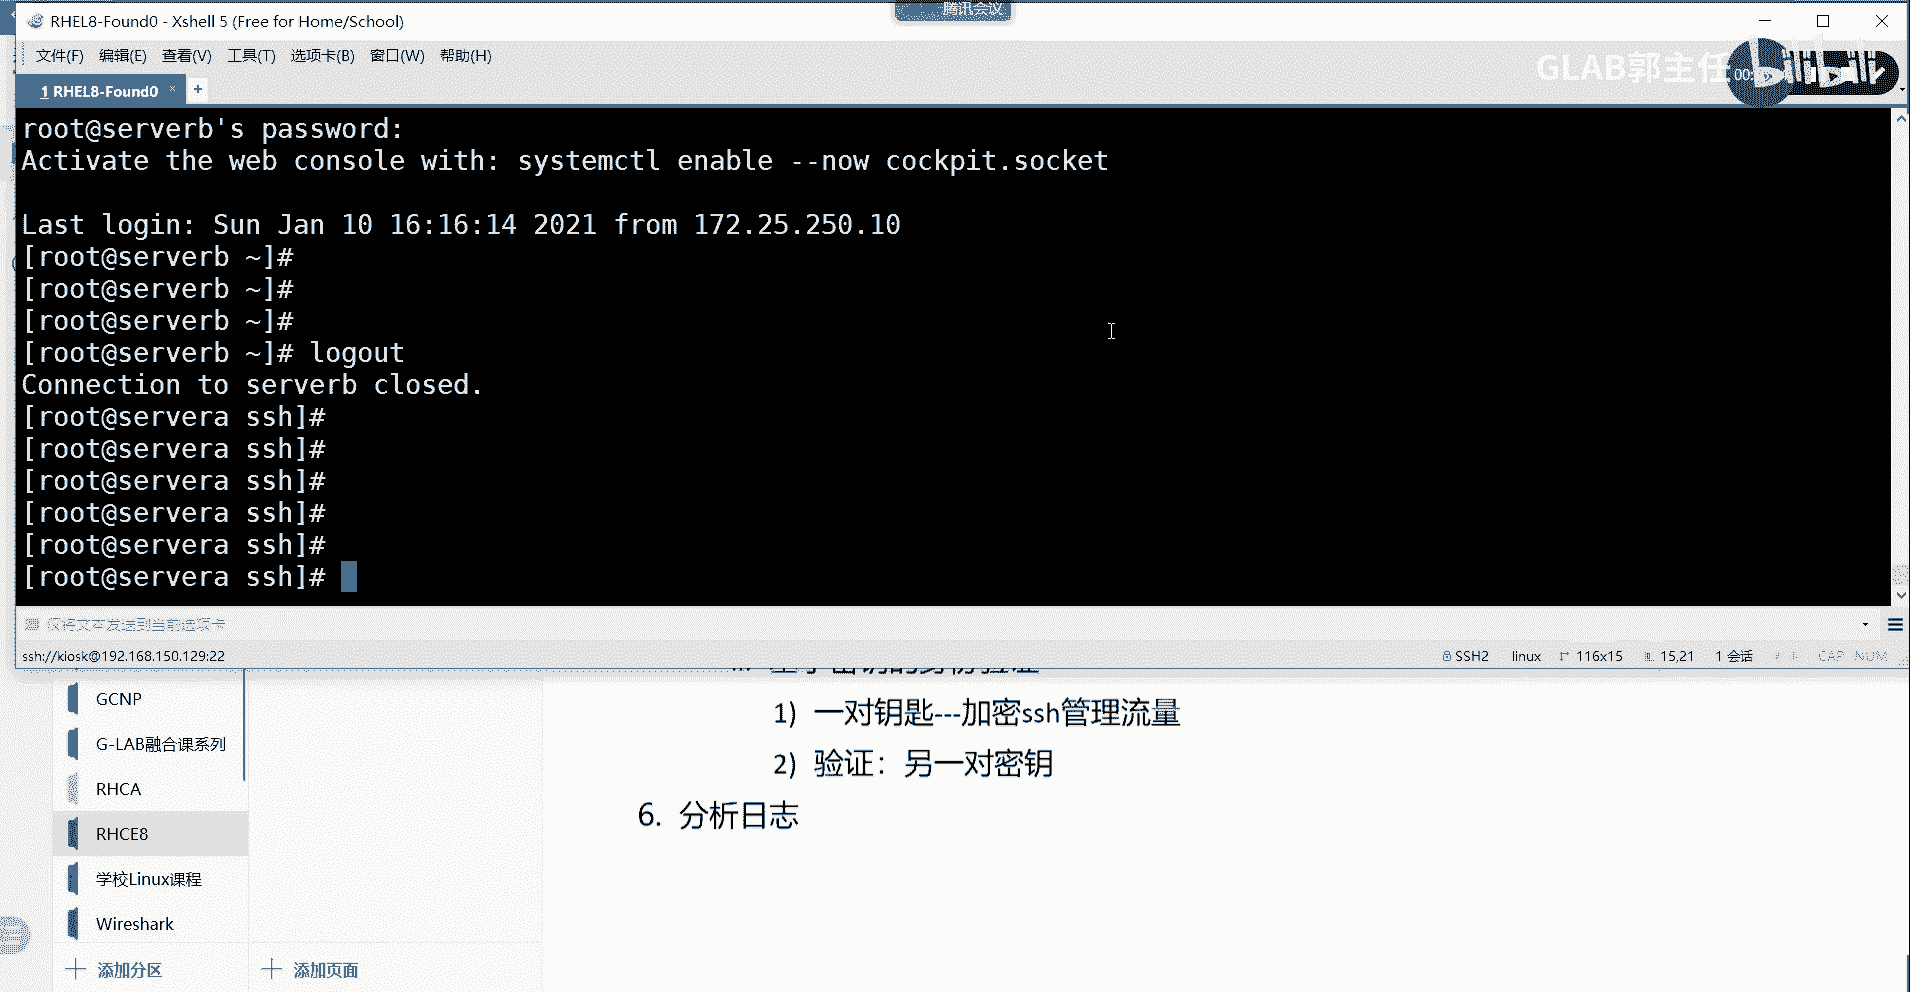 腾讯会议
RHEL8-Found0 - Xshell 5 (Free for Home/School)
文件(F) 编辑(E) 查看(V) 工具(T) 选项卡(B) 窗口(W) 帮助(H)
GLAB郭主任
bilibili
00:
1 RHEL8-Found0 × +
root@serverb's password:
Activate the web console with: systemctl enable --now cockpit.socket
Last login: Sun Jan 10 16:16:14 2021 from 172.25.250.10
[root@serverb ~]#
[root@serverb ~]#
[root@serverb ~]#
[root@serverb ~]# logout
Connection to serverb closed.
[root@servera ssh]#
[root@servera ssh]#
[root@servera ssh]#
[root@servera ssh]#
[root@servera ssh]#
[root@servera ssh]#
仅将文本发送到当前选项卡
ssh://kiosk@192.168.150.129:22
SSH2 linux 116x15 15,21 1 会话 CAP NUM
GCNP
1) 一对钥匙---加密ssh管理流量
G-LAB融合课系列
2) 验证：另一对密钥
RHCA
6. 分析日志
RHCE8
学校Linux课程
Wireshark
添加分区
添加页面